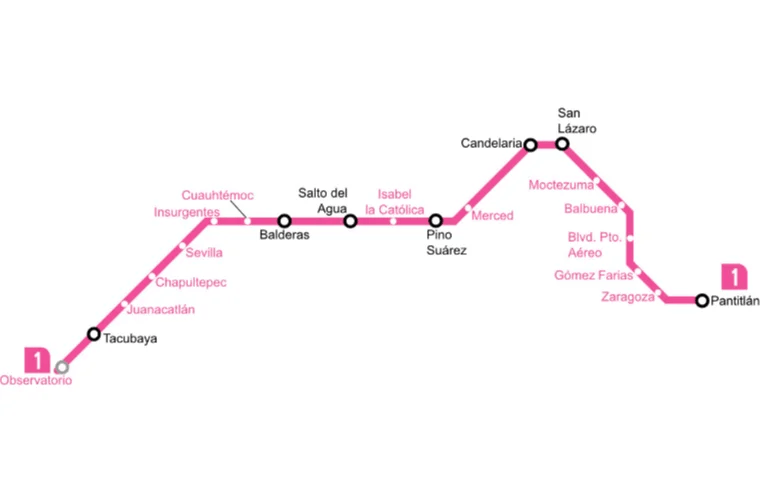 San
Lázaro
Candelaria
Moctezuma
Cuauhtémoc
Salto del
Agua
Isabel
la Católica
Insurgentes
Merced
Balbuena
Balderas
Pino
Suárez
Blvd. Pto.
Aéreo
Sevilla
Chapultepec
Gómez Farías
1
Zaragoza
Pantitlán
Juanacatlán
Tacubaya
1
Observatorio